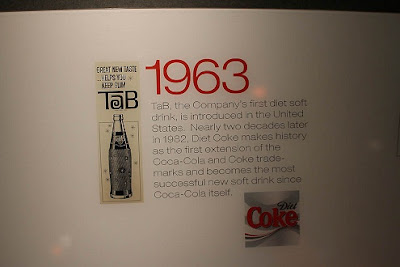 GREAT NEW TASTE
...HELPS YOU
KEEP SLIM
TaB
1963
TaB, the Company's first diet soft
drink, is introduced in the United
States. Nearly two decades later
in 1982, Diet Coke makes history
as the first extension of the
Coca-Cola and Coke trade-
marks and becomes the most
successful new soft drink since
Coca-Cola itself.
Diet
Coke